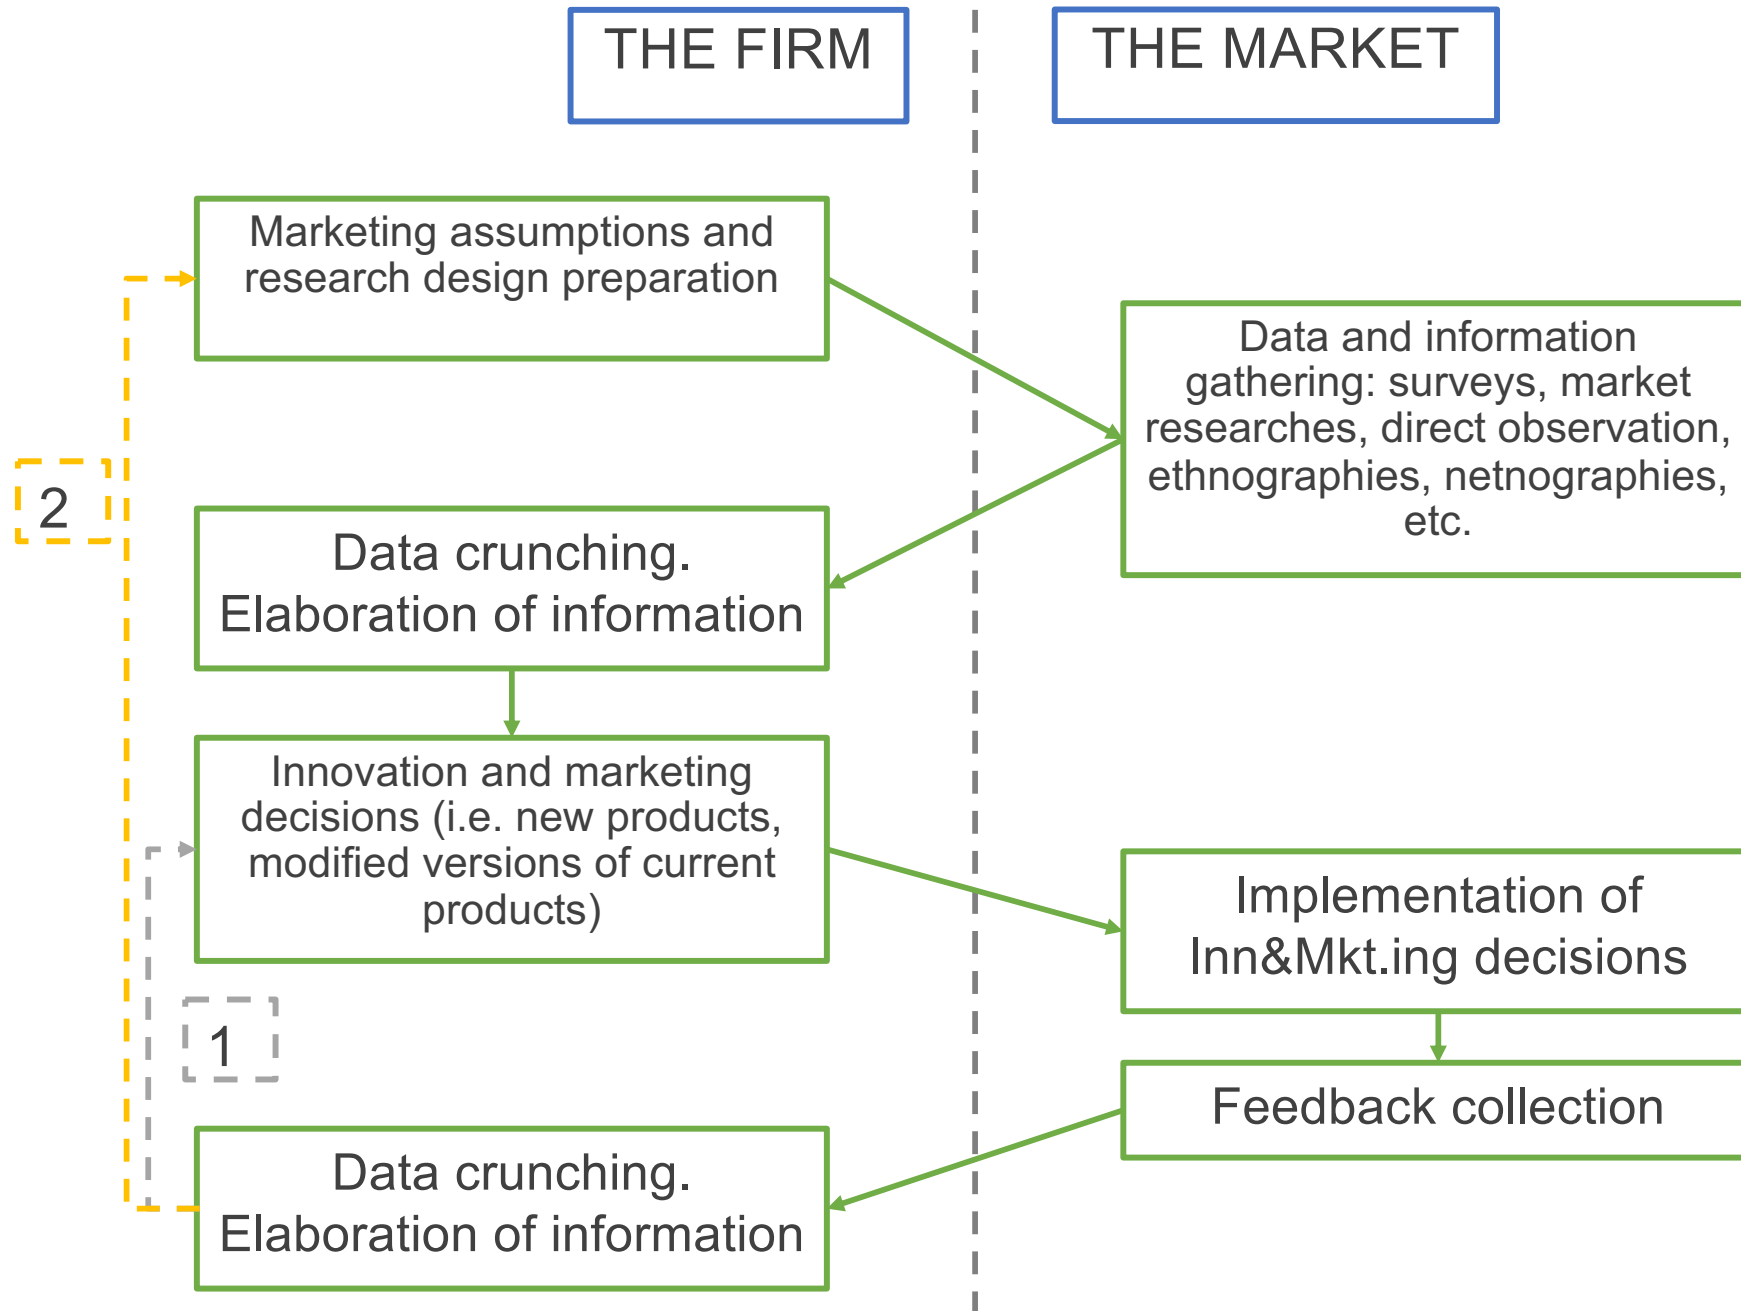 THE FIRM
THE MARKET
Marketing assumptions and
research design preparation
Data and information
gathering: surveys, market
researches, direct observation,
ethnographies, netnographies,
etc.
2
Data crunching.
Elaboration of information
Innovation and marketing
decisions (i.e. new products,
modified versions of current
products)
Implementation of
Inn&Mkt.ing decisions
1
Feedback collection
Data crunching.
Elaboration of information